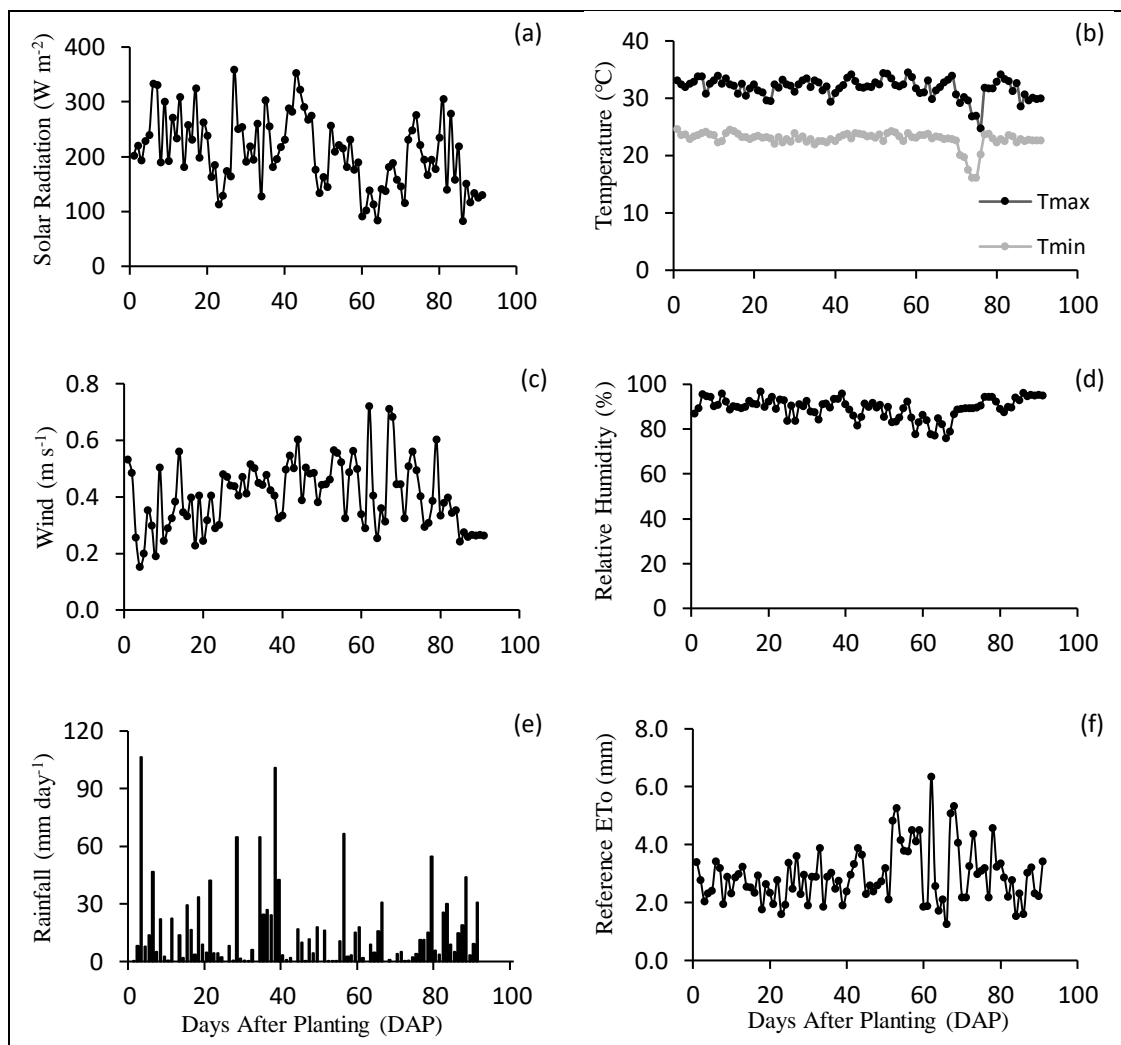 (a)
Solar Radiation (W m-2)
400
300
200
100
0
0 20 40 60 80 100
(b)
Temperature (°C)
40
30
20
10
0
Tmax
Tmin
0 20 40 60 80 100
(c)
Wind (m s-1)
0.8
0.6
0.4
0.2
0.0
0 20 40 60 80 100
(d)
Relative Humidity (%)
100
80
60
40
20
0
0 20 40 60 80 100
(e)
Rainfall (mm day-1)
120
90
60
30
0
0 20 40 60 80 100
Days After Planting (DAP)
(f)
Reference ETo (mm)
8.0
6.0
4.0
2.0
0.0
0 20 40 60 80 100
Days After Planting (DAP)